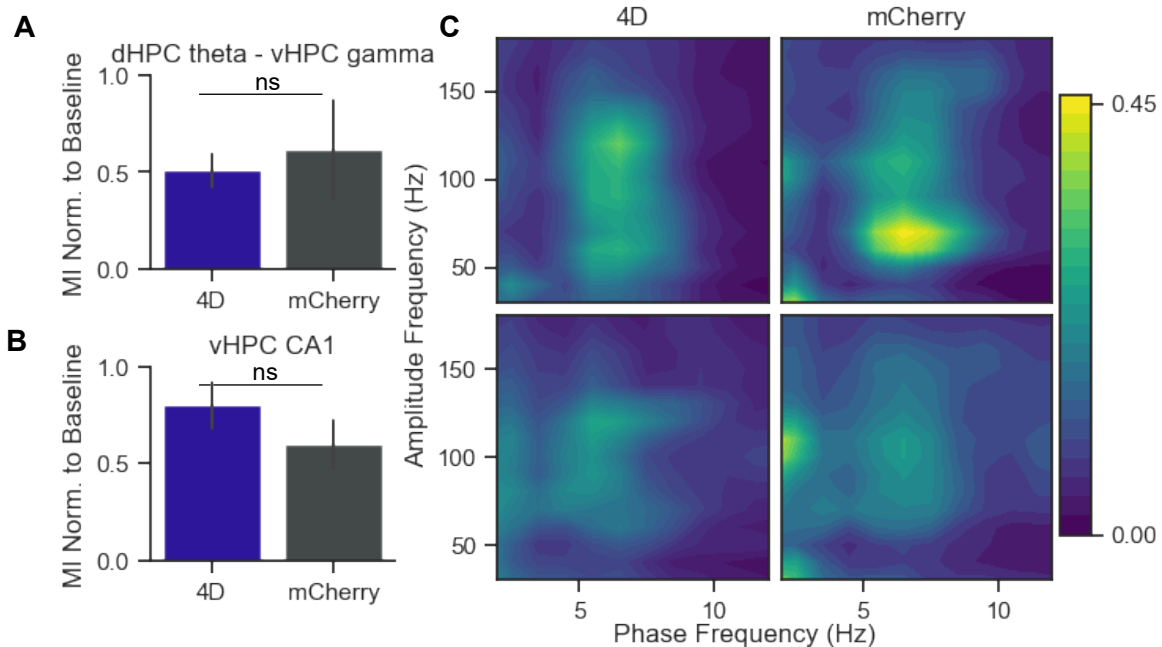 A
dHPC theta - vHPC gamma
ns
1.0
0.5
0.0
MI Norm. to Baseline
4D
mCherry
B
vHPC CA1
ns
1.0
0.5
0.0
MI Norm. to Baseline
4D
mCherry
C
4D
mCherry
150
100
50
150
100
50
Amplitude Frequency (Hz)
5
10
5
10
Phase Frequency (Hz)
0.45
0.00